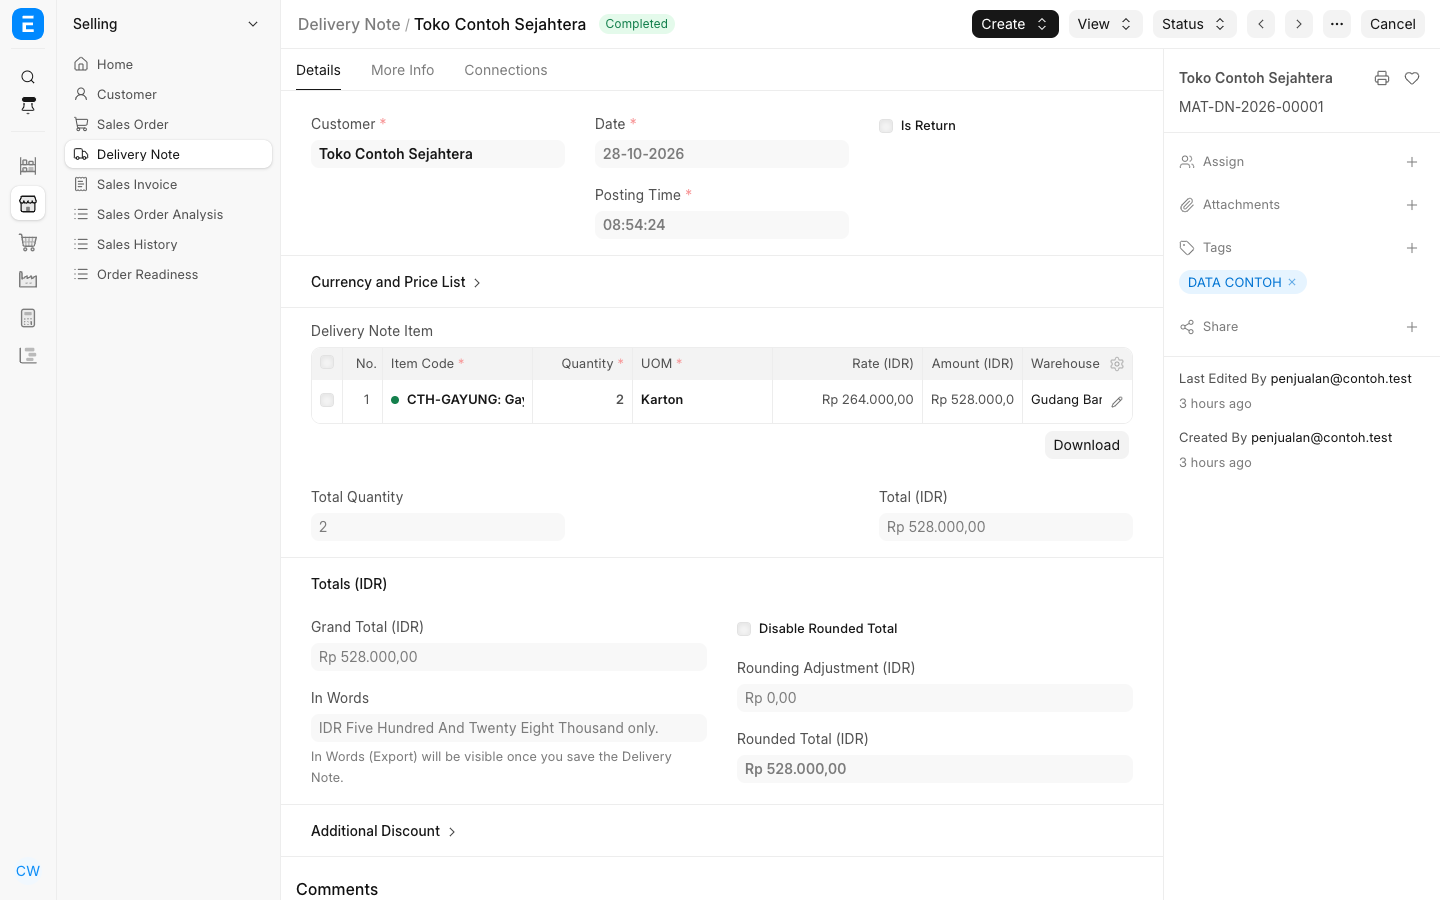 Selling
Home
Customer
Sales Order
Delivery Note
Sales Invoice
Sales Order Analysis
Sales History
Order Readiness
CW
Delivery Note / Toko Contoh Sejahtera Completed
Create View Status Cancel
Details More Info Connections
Customer * Date * Is Return
Toko Contoh Sejahtera 28-10-2026
Posting Time *
08:54:24
Currency and Price List
Delivery Note Item
No. Item Code * Quantity * UOM * Rate (IDR) Amount (IDR) Warehouse
1 CTH-GAYUNG: Gay 2 Karton Rp 264.000,00 Rp 528.000,0 Gudang Bar
Download
Total Quantity Total (IDR)
2 Rp 528.000,00
Totals (IDR)
Grand Total (IDR) Disable Rounded Total
Rp 528.000,00
Rounding Adjustment (IDR)
Rp 0,00
In Words
IDR Five Hundred And Twenty Eight Thousand only.
In Words (Export) will be visible once you save the Delivery
Note.
Rounded Total (IDR)
Rp 528.000,00
Additional Discount
Comments
Toko Contoh Sejahtera
MAT-DN-2026-00001
Assign
Attachments
Tags
DATA CONTOH
Share
Last Edited By penjualan@contoh.test
3 hours ago
Created By penjualan@contoh.test
3 hours ago